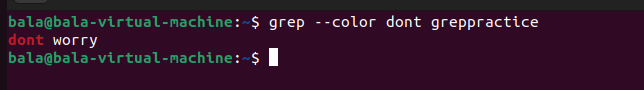 bala@bala-virtual-machine:~$ grep --color dont greppractice
dont worry
bala@bala-virtual-machine:~$